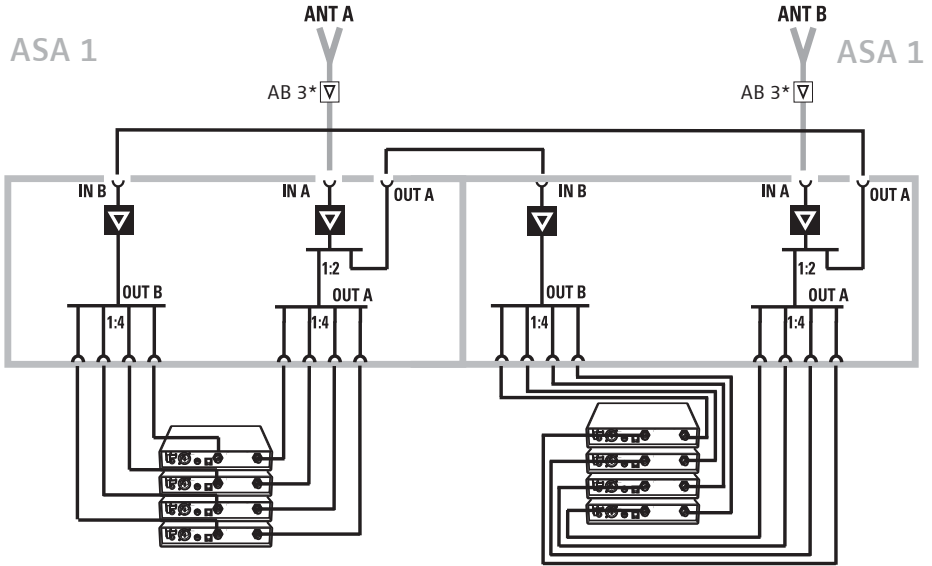 ANT A
ANT B
ASA 1
ASA 1
AB 3*
AB 3*
IN B
IN A
OUT A
IN B
IN A
OUT A
1:2
1:2
OUT B
OUT A
OUT B
OUT A
1:4
1:4
1:4
1:4